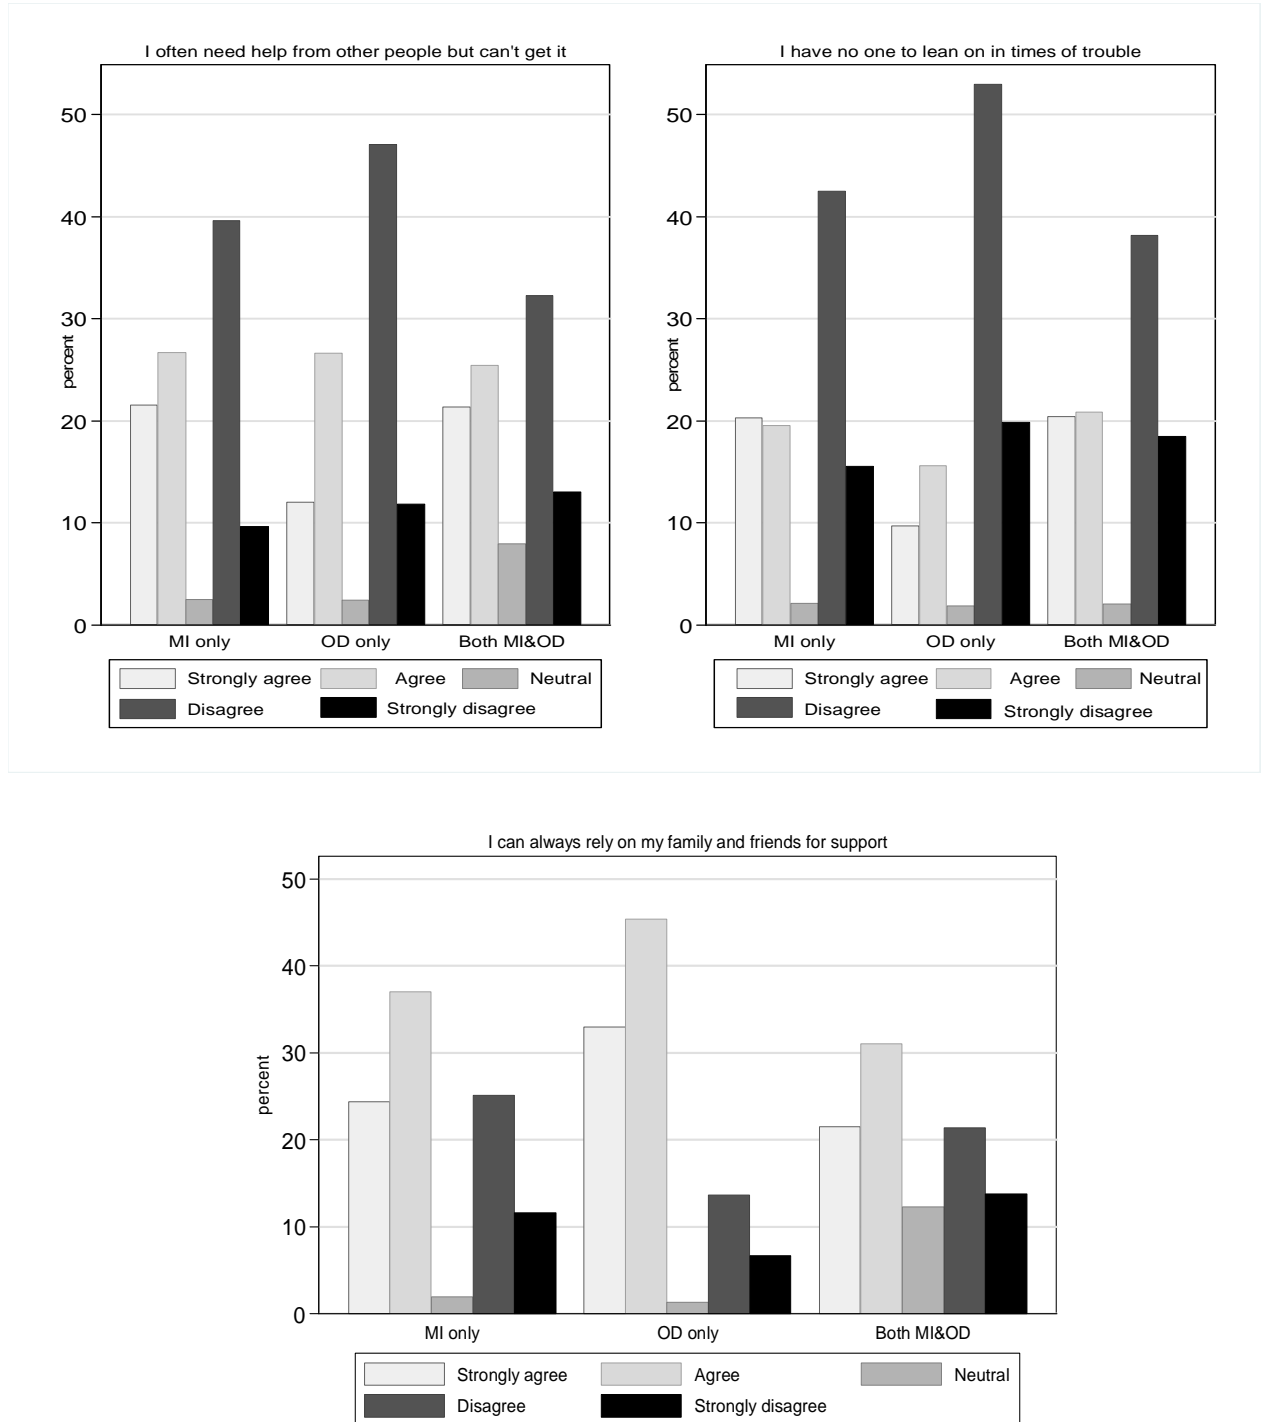 I often need help from other people but can't get it
percent
50
40
30
20
10
0
MI only OD only Both MI&OD
Strongly agree Agree Neutral
Disagree Strongly disagree
I have no one to lean on in times of trouble
percent
50
40
30
20
10
0
MI only OD only Both MI&OD
Strongly agree Agree Neutral
Disagree Strongly disagree
I can always rely on my family and friends for support
percent
50
40
30
20
10
0
MI only OD only Both MI&OD
Strongly agree Agree Neutral
Disagree Strongly disagree